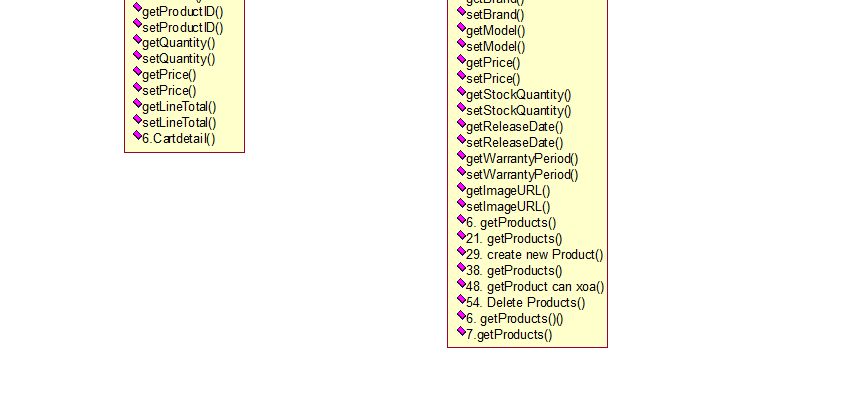 getProductID()
setProductID()
getQuantity()
setQuantity()
getPrice()
setPrice()
getLineTotal()
setLineTotal()
6.Cartdetail()
getBrand()
setBrand()
getModel()
setModel()
getPrice()
setPrice()
getStockQuantity()
setStockQuantity()
getReleaseDate()
setReleaseDate()
getWarrantyPeriod()
setWarrantyPeriod()
getImageURL()
setImageURL()
6. getProducts()
21. getProducts()
29. create new Product()
38. getProducts()
48. getProduct can xoa()
54. Delete Products()
6. getProducts()()
7.getProducts()